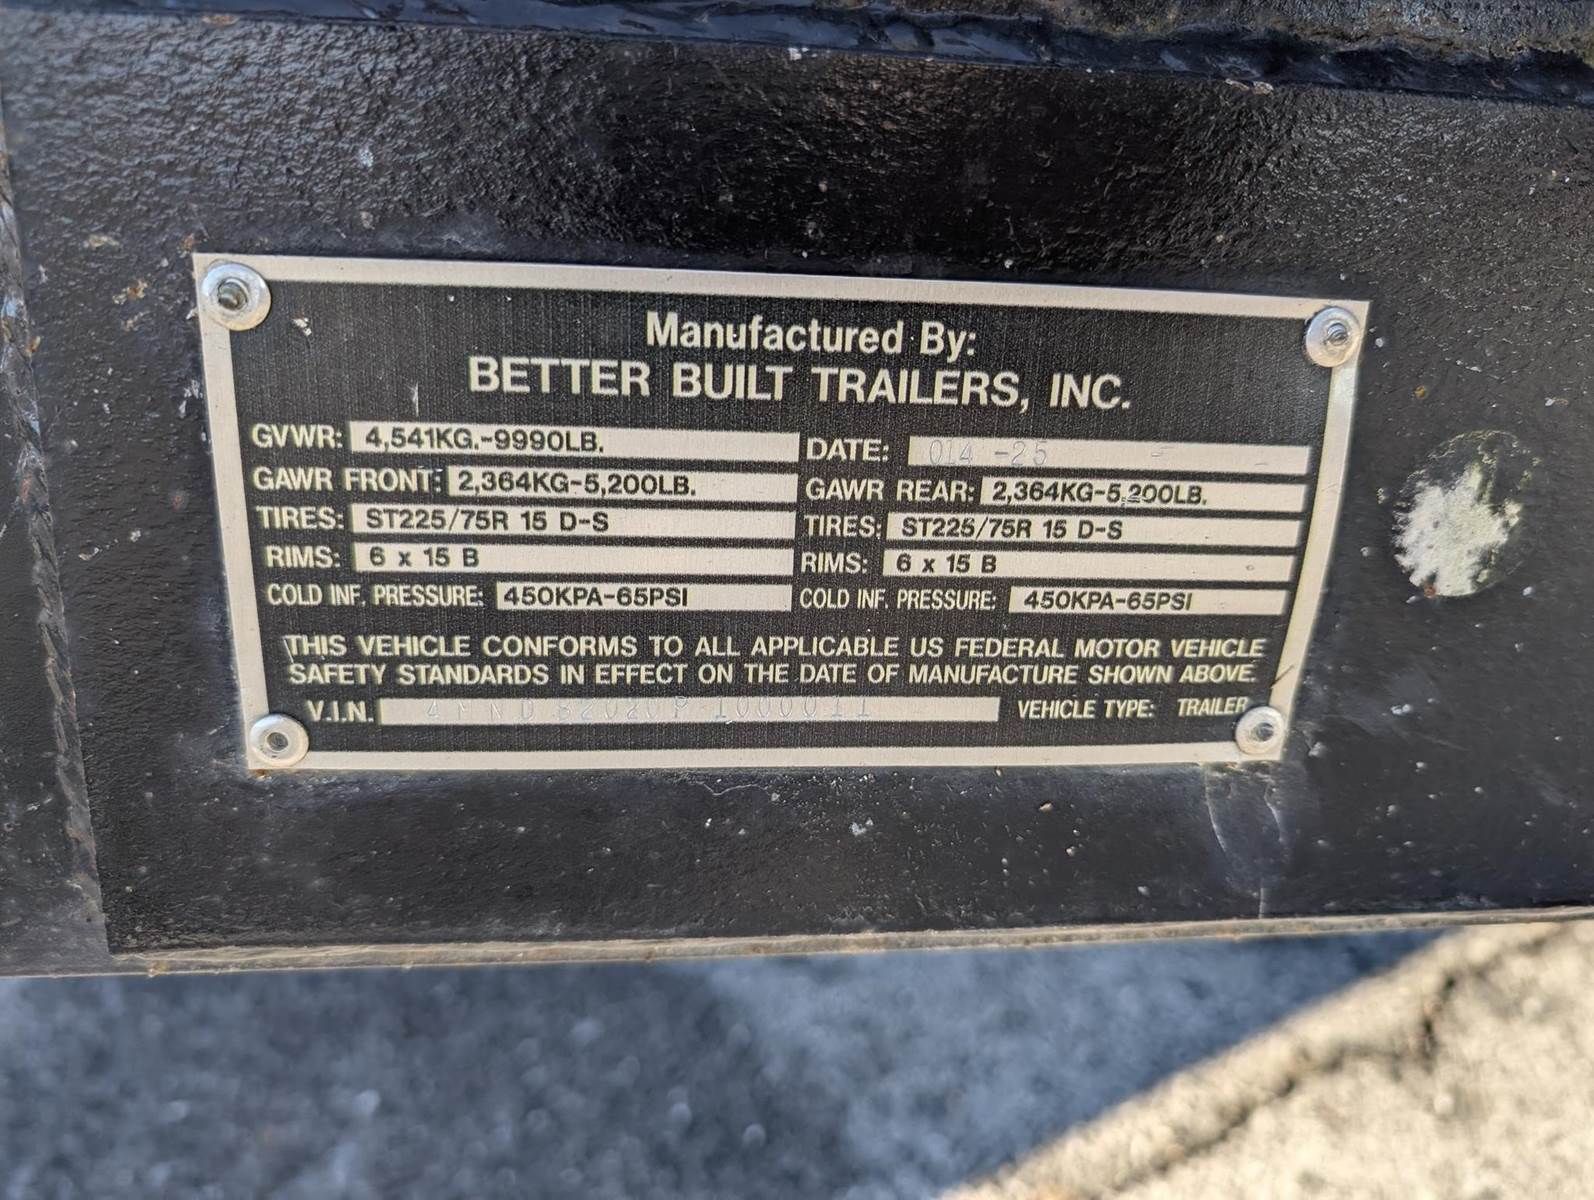 Manufactured By:
BETTER BUILT TRAILERS, INC.
GVWR: 4,541KG.-9990LB. DATE: 014 -25
GAWR FRONT: 2,364KG-5,200LB. GAWR REAR: 2,364KG-5,200LB.
TIRES: ST225/75R 15 D-S TIRES: ST225/75R 15 D-S
RIMS: 6 x 15 B RIMS: 6 x 15 B
COLD INF. PRESSURE: 450KPA-65PSI COLD INF. PRESSURE: 450KPA-65PSI
THIS VEHICLE CONFORMS TO ALL APPLICABLE US FEDERAL MOTOR VEHICLE
SAFETY STANDARDS IN EFFECT ON THE DATE OF MANUFACTURE SHOWN ABOVE.
V.I.N. VEHICLE TYPE: TRAILER